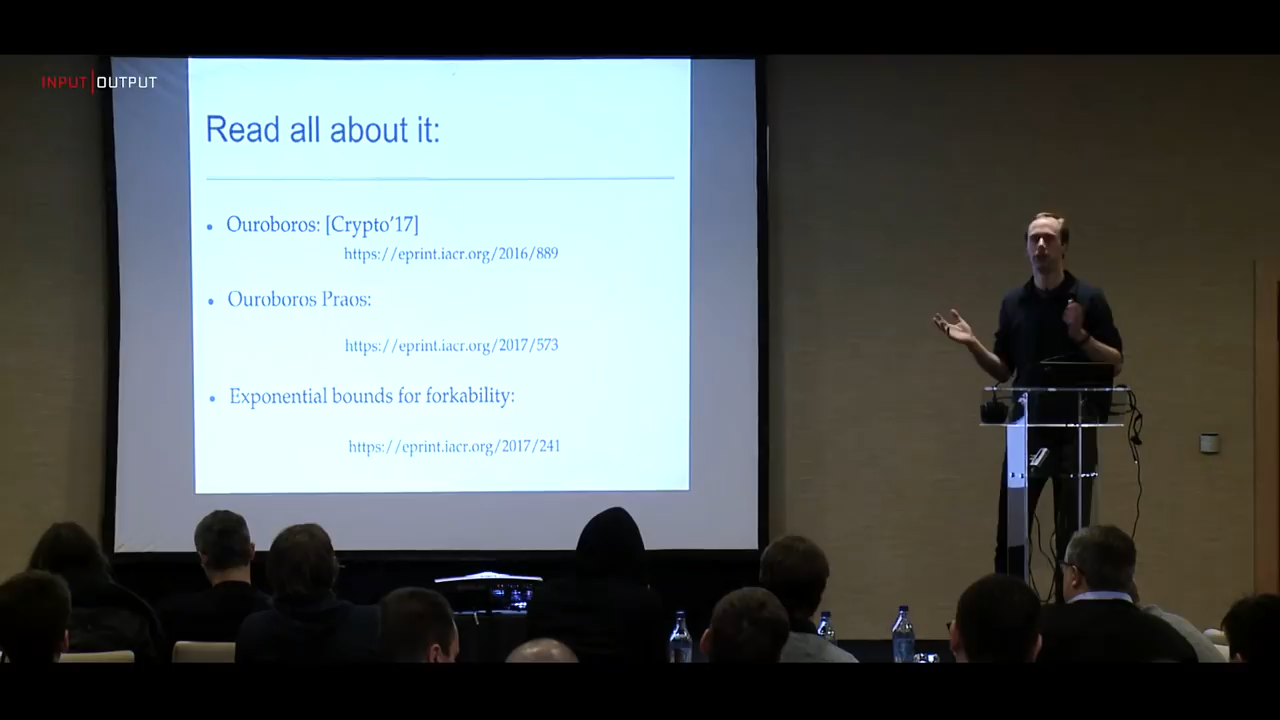 INPUT|OUTPUT
Read all about it:
• Ouroboros: [Crypto'17]
https://eprint.iacr.org/2016/889
• Ouroboros Praos:
https://eprint.iacr.org/2017/573
• Exponential bounds for forkability:
https://eprint.iacr.org/2017/241